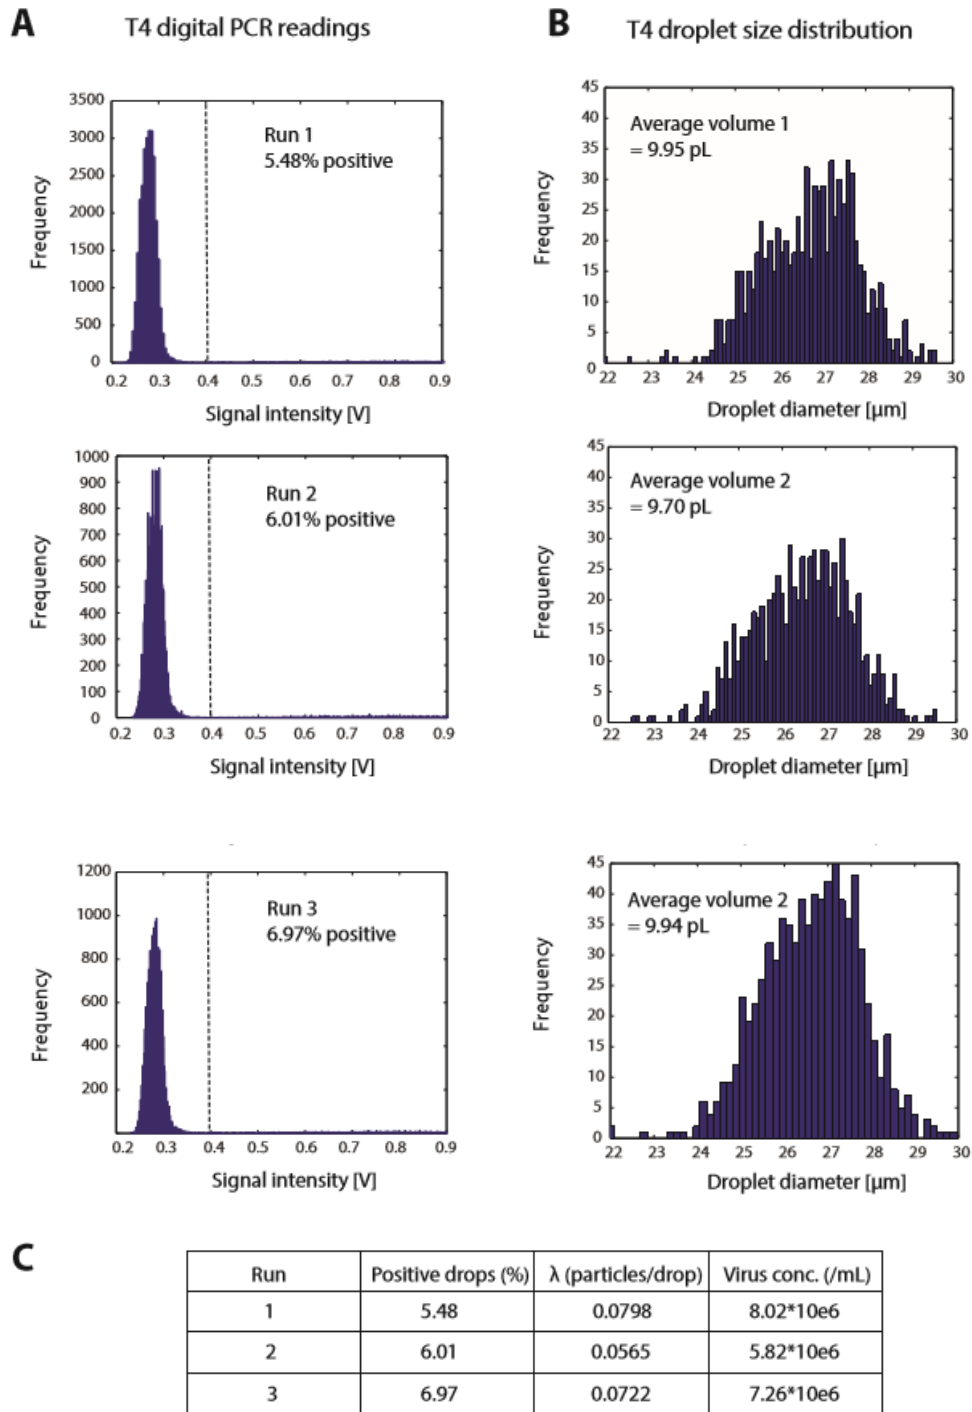 A
T4 digital PCR readings
B
T4 droplet size distribution
3500
3000
2500
2000
1500
1000
500
0
Frequency
Run 1
5.48% positive
0.2 0.3 0.4 0.5 0.6 0.7 0.8 0.9
Signal intensity [V]
45
40
35
30
25
20
15
10
5
0
Frequency
Average volume 1
= 9.95 pL
22 23 24 25 26 27 28 29 30
Droplet diameter [μm]
1000
900
800
700
600
500
400
300
200
100
0
Frequency
Run 2
6.01% positive
0.2 0.3 0.4 0.5 0.6 0.7 0.8 0.9
Signal intensity [V]
45
40
35
30
25
20
15
10
5
0
Frequency
Average volume 2
= 9.70 pL
22 23 24 25 26 27 28 29 30
Droplet diameter [μm]
1200
1000
800
600
400
200
Frequency
Run 3
6.97% positive
0.2 0.3 0.4 0.5 0.6 0.7 0.8 0.9
Signal intensity [V]
45
40
35
30
25
20
15
10
5
0
Frequency
Average volume 2
= 9.94 pL
22 23 24 25 26 27 28 29 30
Droplet diameter [μm]
C
Run Positive drops (%) λ (particles/drop) Virus conc. (/mL)
1 5.48 0.0798 8.02*10e6
2 6.01 0.0565 5.82*10e6
3 6.97 0.0722 7.26*10e6